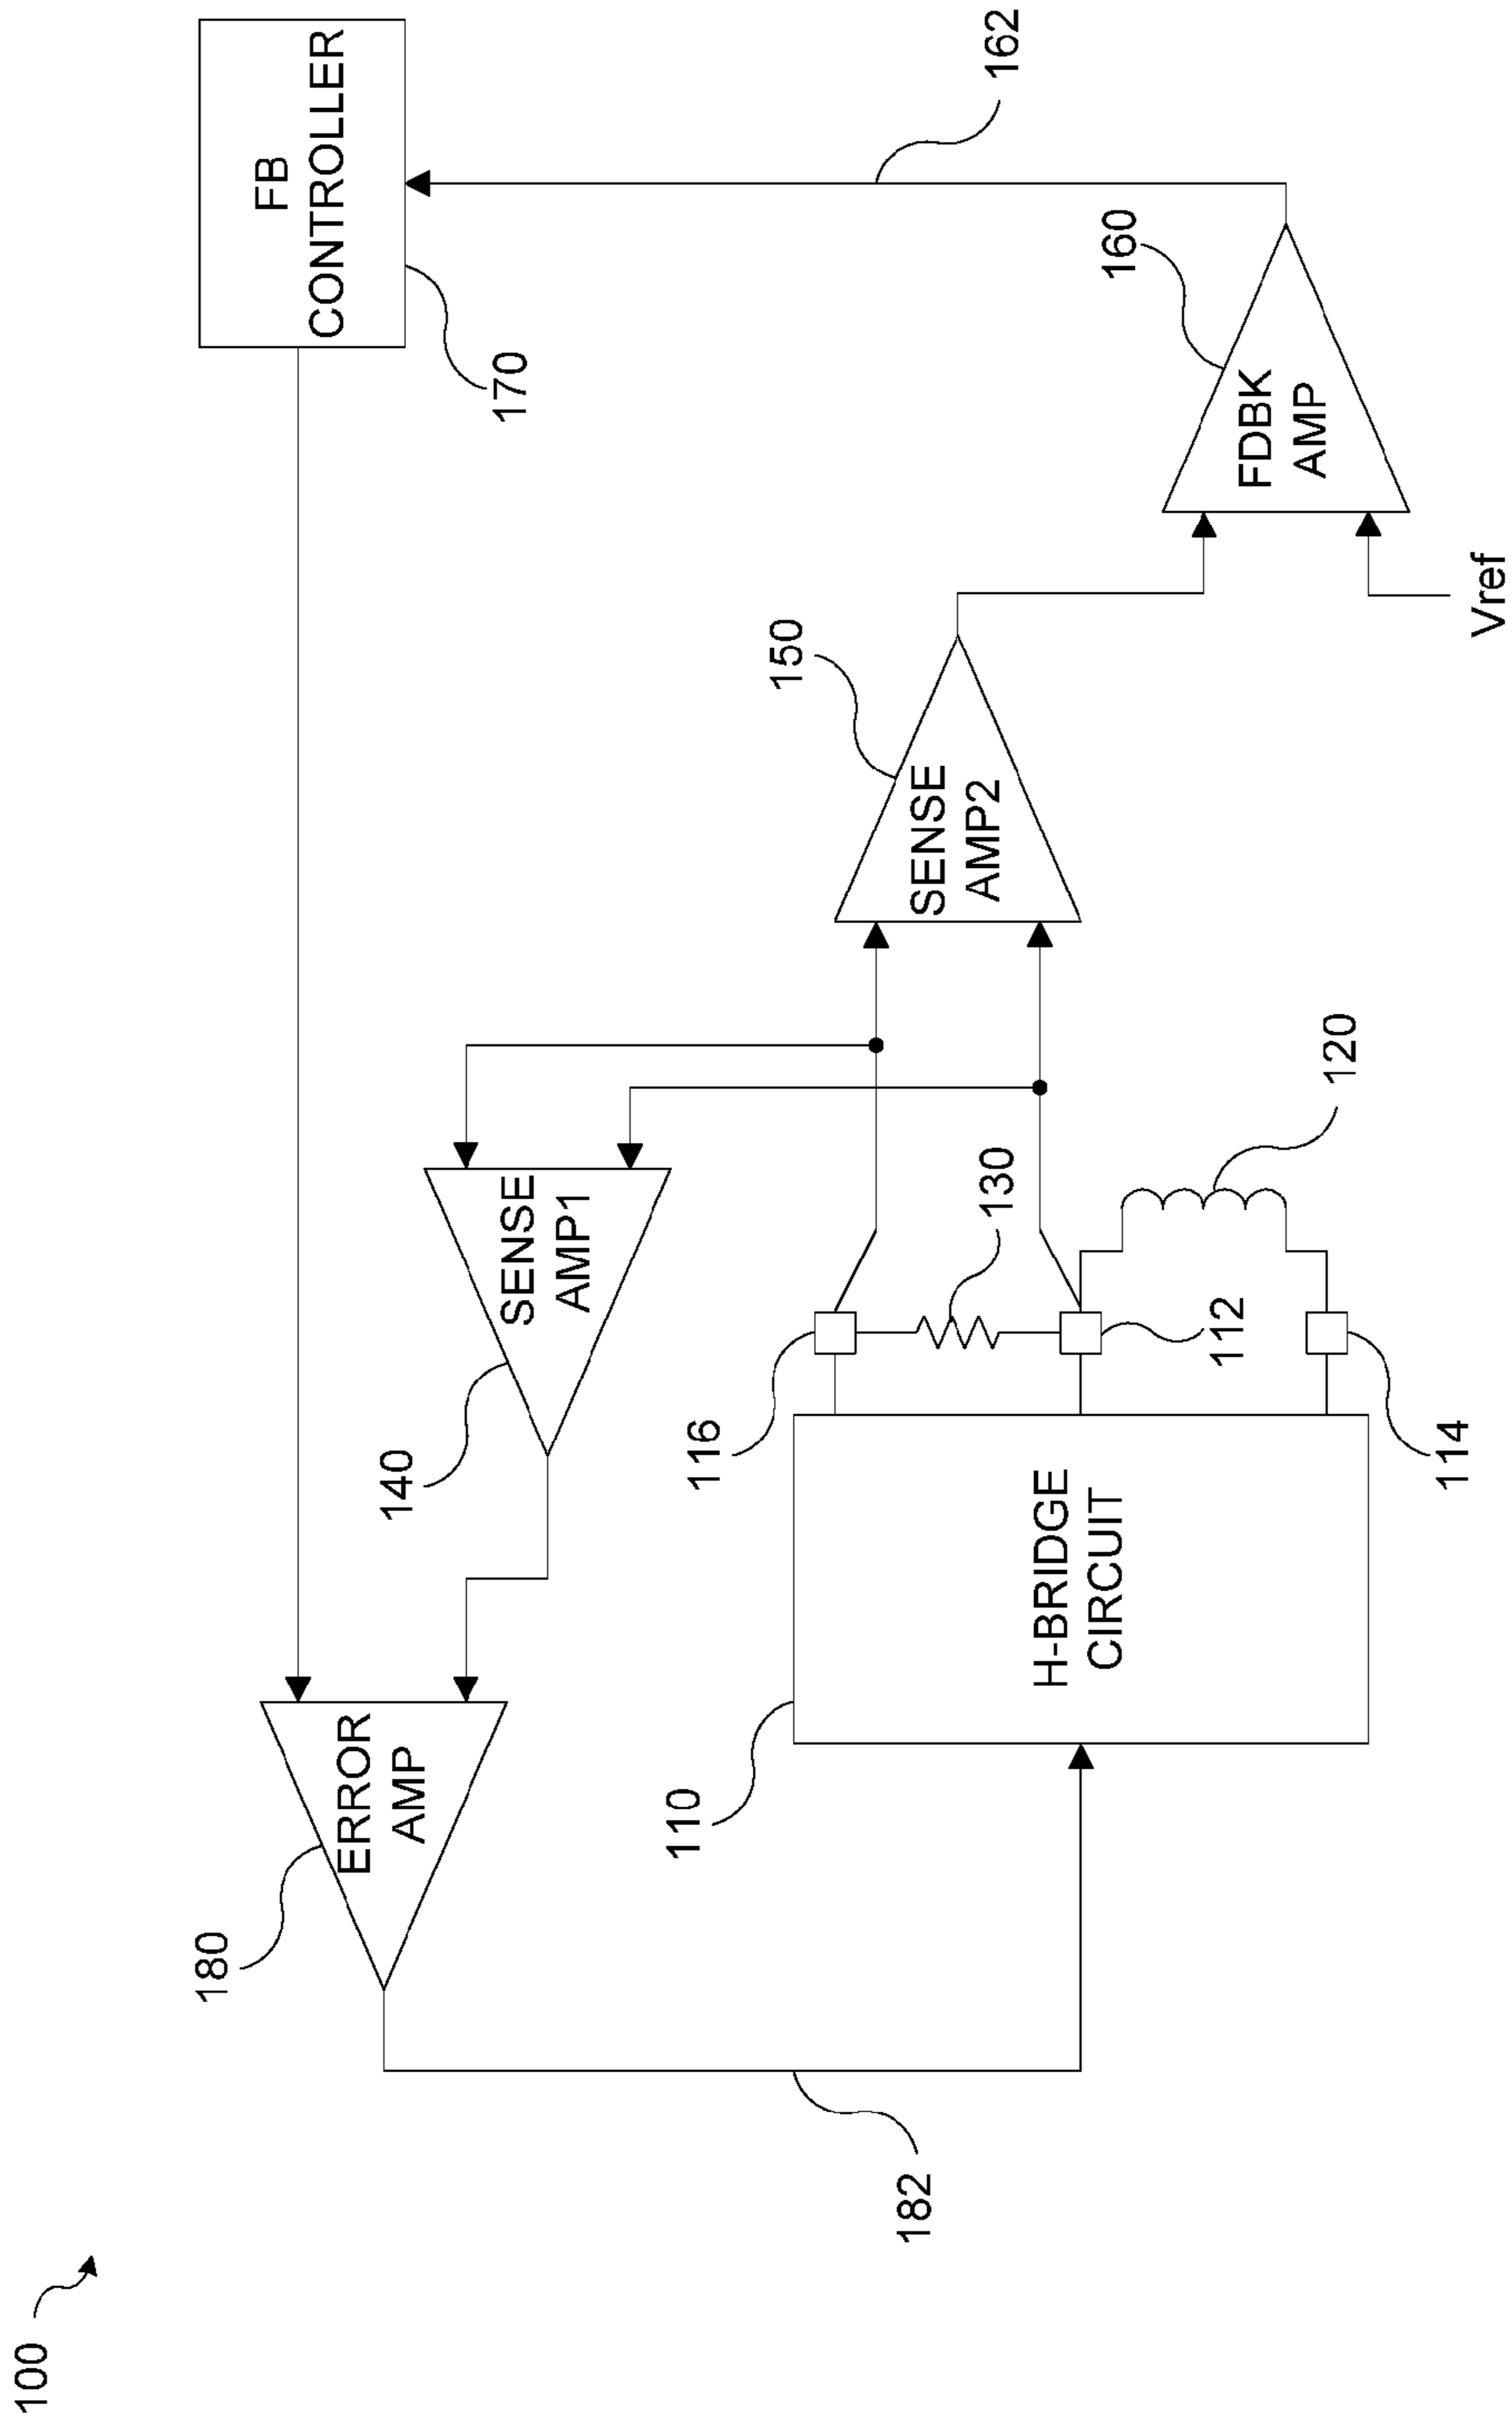 100
182
180
ERROR
AMP
110
H-BRIDGE
CIRCUIT
140
SENSE
AMP1
116
130
112
114
120
150
SENSE
AMP2
160
FDBK
AMP
Vref
162
170
FB
CONTROLLER